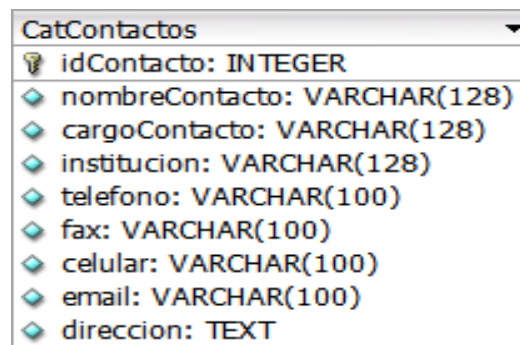 CatContactos
idContacto: INTEGER
nombreContacto: VARCHAR(128)
cargoContacto: VARCHAR(128)
institucion: VARCHAR(128)
telefono: VARCHAR(100)
fax: VARCHAR(100)
celular: VARCHAR(100)
email: VARCHAR(100)
direccion: TEXT